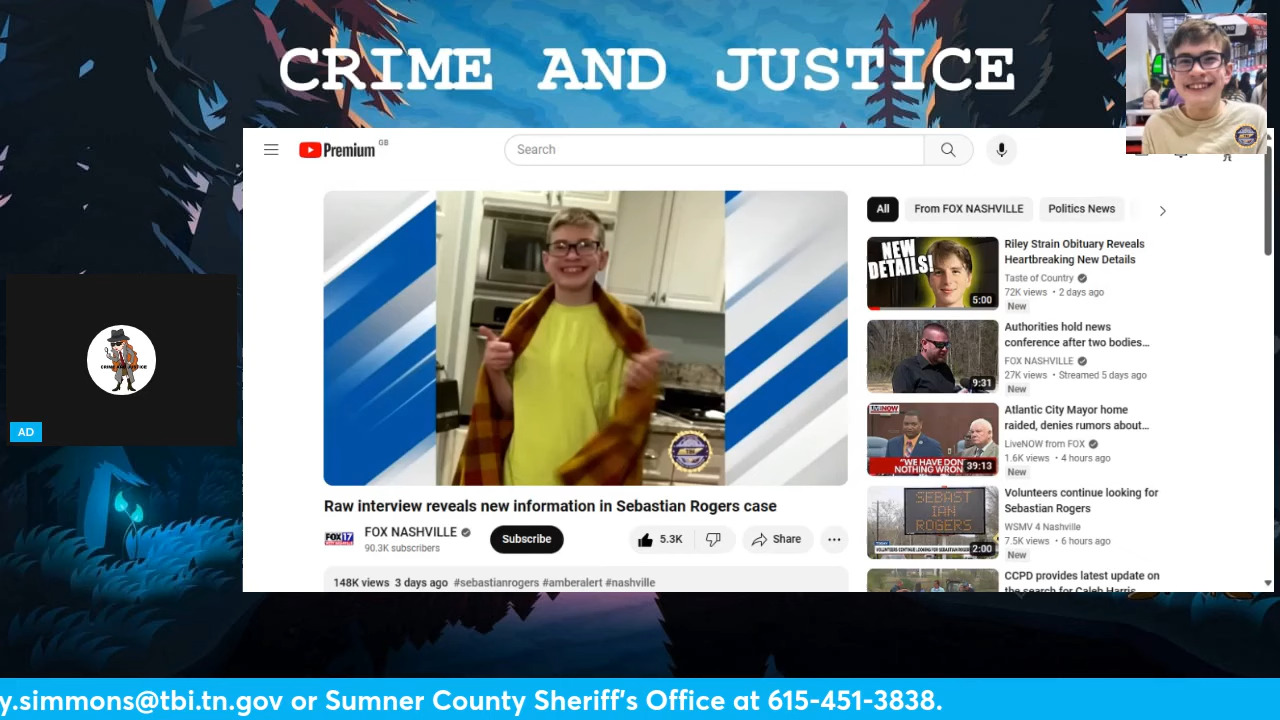 CRIME AND JUSTICE
Premium GB
Search
All
From FOX NASHVILLE
Politics News
NEW
DETAILS!
5:00
Riley Strain Obituary Reveals
Heartbreaking New Details
Taste of Country
72K views • 2 days ago
New
9:31
Authorities hold news
conference after two bodies...
FOX NASHVILLE
27K views • Streamed 5 days ago
New
"WE HAVE DON
NOTHING WRON
39:13
Atlantic City Mayor home
raided, denies rumors about...
LiveNOW from FOX
1.6K views • 4 hours ago
New
SEBAST
IAN
ROGERS
2:00
Volunteers continue looking for
Sebastian Rogers
WSMV 4 Nashville
7.5K views • 6 hours ago
New
CCPD provides latest update on
the search for Caleb Harris
CRIME AND JUSTICE
AD
Raw interview reveals new information in Sebastian Rogers case
FOX 17
FOX NASHVILLE
90.3K subscribers
Subscribe
5.3K
Share
148K views 3 days ago #sebastianrogers #amberalert #nashville
y.simmons@tbi.tn.gov or Sumner County Sheriff's Office at 615-451-3838.